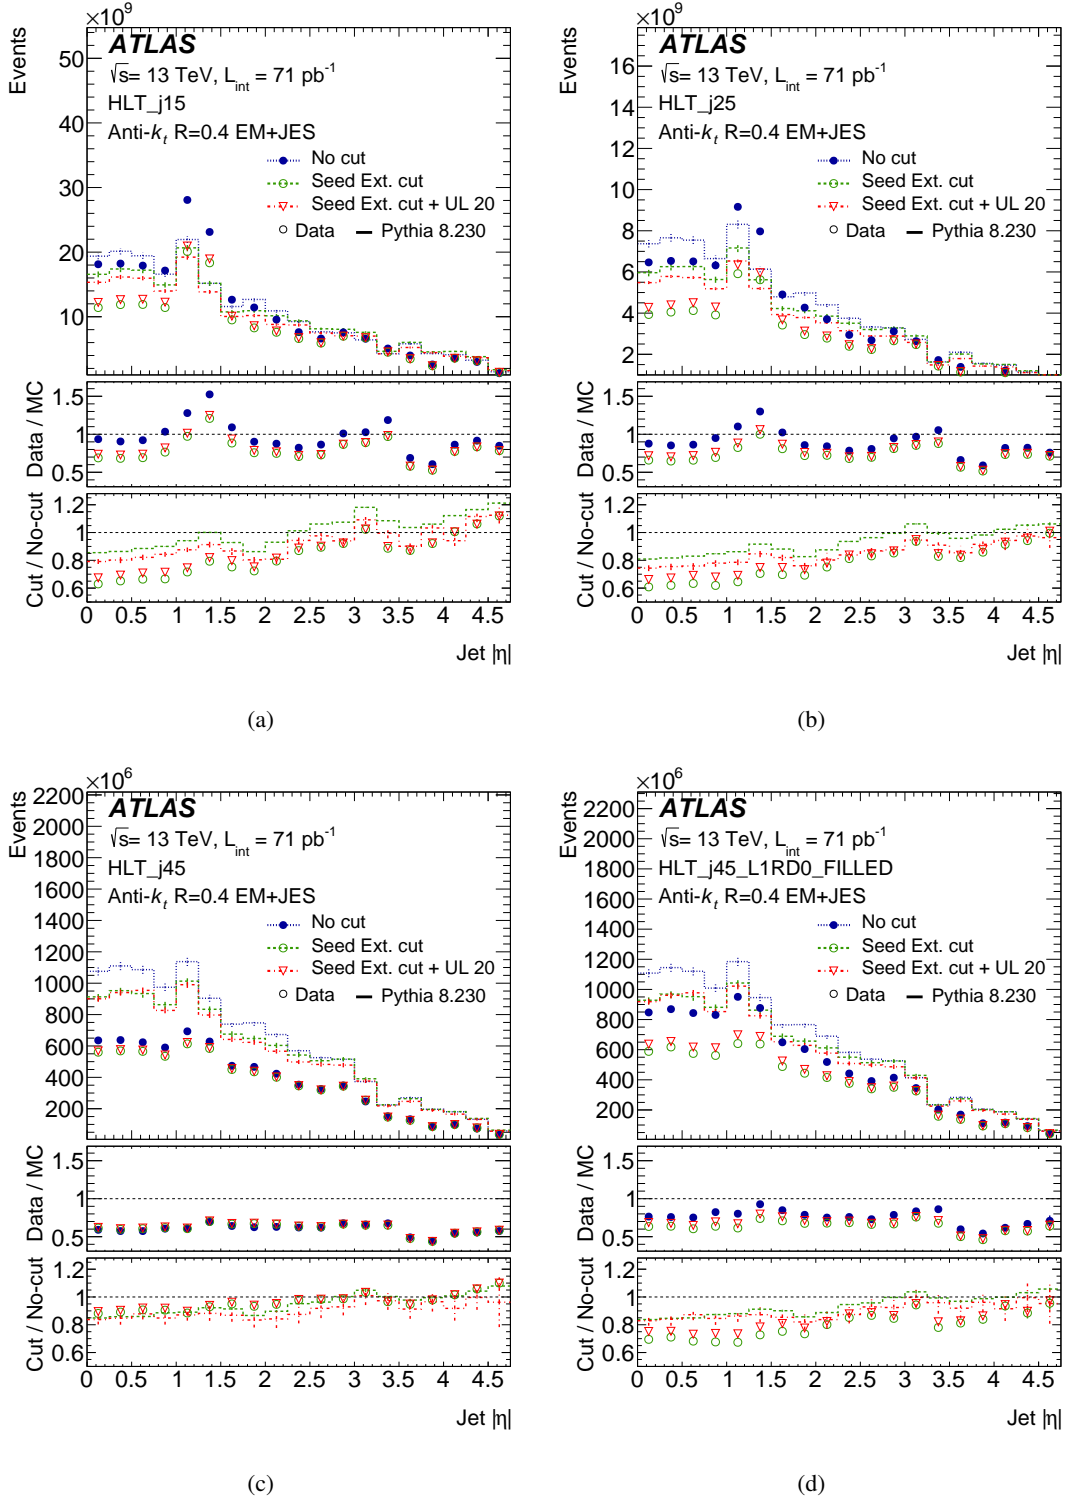 ×10⁹
Events
ATLAS
√s= 13 TeV, L_int = 71 pb⁻¹
HLT_j15
Anti-k_t R=0.4 EM+JES
No cut
Seed Ext. cut
Seed Ext. cut + UL 20
Data Pythia 8.230
50
40
30
20
10
Data / MC
1.5
1
0.5
Cut / No-cut
1.2
1
0.8
0.6
0 0.5 1 1.5 2 2.5 3 3.5 4 4.5
Jet |η|
(a)
×10⁹
Events
ATLAS
√s= 13 TeV, L_int = 71 pb⁻¹
HLT_j25
Anti-k_t R=0.4 EM+JES
No cut
Seed Ext. cut
Seed Ext. cut + UL 20
Data Pythia 8.230
16
14
12
10
8
6
4
2
Data / MC
1.5
1
0.5
Cut / No-cut
1.2
1
0.8
0.6
0 0.5 1 1.5 2 2.5 3 3.5 4 4.5
Jet |η|
(b)
×10⁶
Events
ATLAS
√s= 13 TeV, L_int = 71 pb⁻¹
HLT_j45
Anti-k_t R=0.4 EM+JES
No cut
Seed Ext. cut
Seed Ext. cut + UL 20
Data Pythia 8.230
2200
2000
1800
1600
1400
1200
1000
800
600
400
200
Data / MC
1.5
1
0.5
Cut / No-cut
1.2
1
0.8
0.6
0 0.5 1 1.5 2 2.5 3 3.5 4 4.5
Jet |η|
(c)
×10⁶
Events
ATLAS
√s= 13 TeV, L_int = 71 pb⁻¹
HLT_j45_L1RD0_FILLED
Anti-k_t R=0.4 EM+JES
No cut
Seed Ext. cut
Seed Ext. cut + UL 20
Data Pythia 8.230
2200
2000
1800
1600
1400
1200
1000
800
600
400
200
Data / MC
1.5
1
0.5
Cut / No-cut
1.2
1
0.8
0.6
0 0.5 1 1.5 2 2.5 3 3.5 4 4.5
Jet |η|
(d)